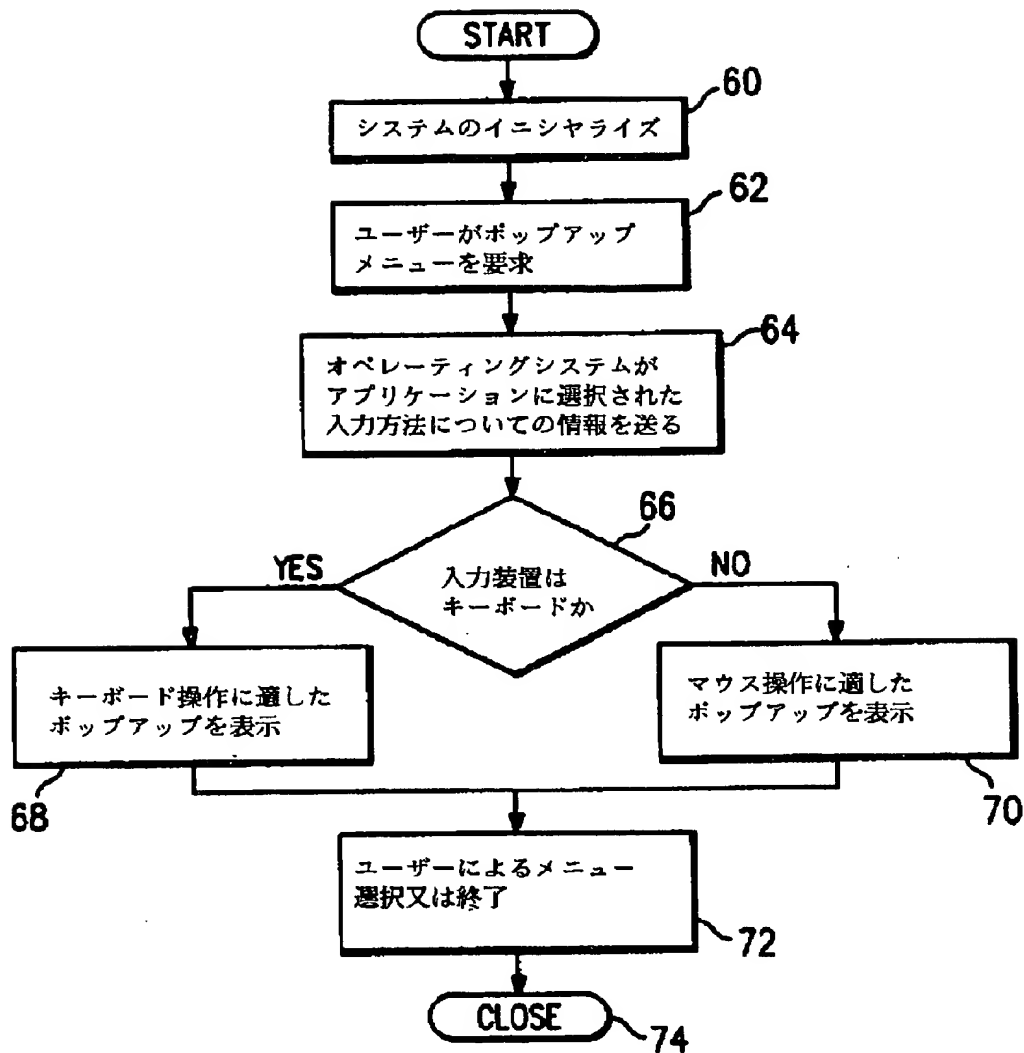 START
60
システムのイニシャライズ
62
ユーザーがポップアップ
メニューを要求
64
オペレーティングシステムが
アプリケーションに選択された
入力方法についての情報を送る
66
入力装置は
キーボードか
YES
NO
キーボード操作に適した
ポップアップを表示
68
マウス操作に適した
ポップアップを表示
70
ユーザーによるメニュー
選択又は終了
72
CLOSE
74